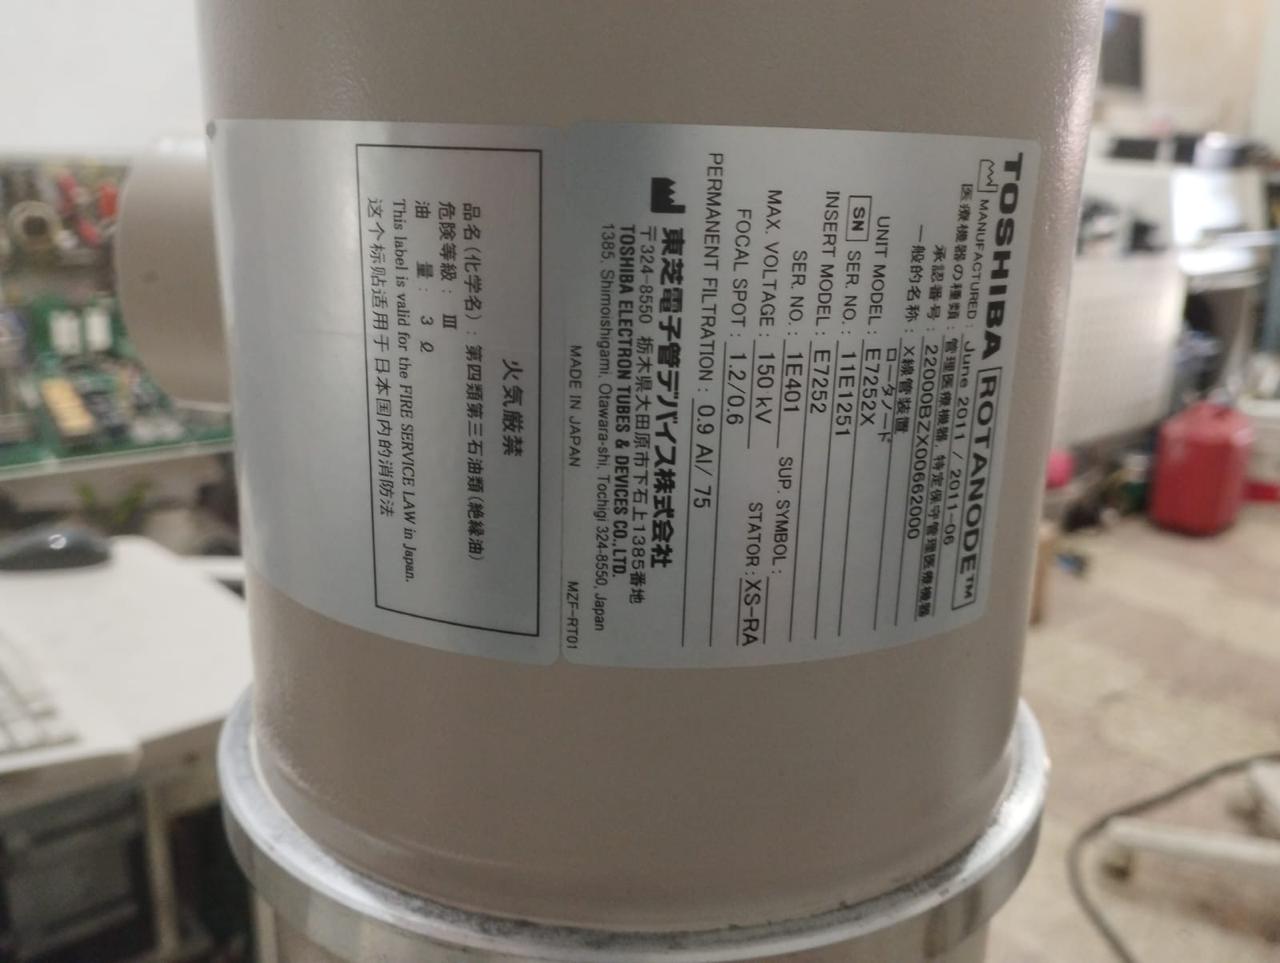 TOSHIBA ROTANODE™
MANUFACTURED: June 2011 / 2011-06
医療機器の種類: 管理医療機器, 特定保守管理医療機器
承認番号: 22000BZX00662000
一般的名称: X線管装置
ロータノード
UNIT MODEL: E7252X
SN SER. NO.: 11E1251
INSERT MODEL: E7252
SER. NO.: 1E401 SUP. SYMBOL:
MAX. VOLTAGE: 150 kV
FOCAL SPOT: 1.2/0.6 STATOR: XS-RA
PERMANENT FILTRATION: 0.9 Al/ 75
東芝電子管デバイス株式会社
〒324-8550 栃木県大田原市下石上1385番地
TOSHIBA ELECTRON TUBES & DEVICES CO.,LTD.
1385, Shimoishigami, Otawara-shi, Tochigi 324-8550, Japan
MADE IN JAPAN MZF-RT01
火気厳禁
品名(化学名): 第四類第三石油類(絶縁油)
危険等級: Ⅲ
油 量: 3 ℓ
This label is valid for the FIRE SERVICE LAW in Japan.
这个标贴适用于日本国内的消防法